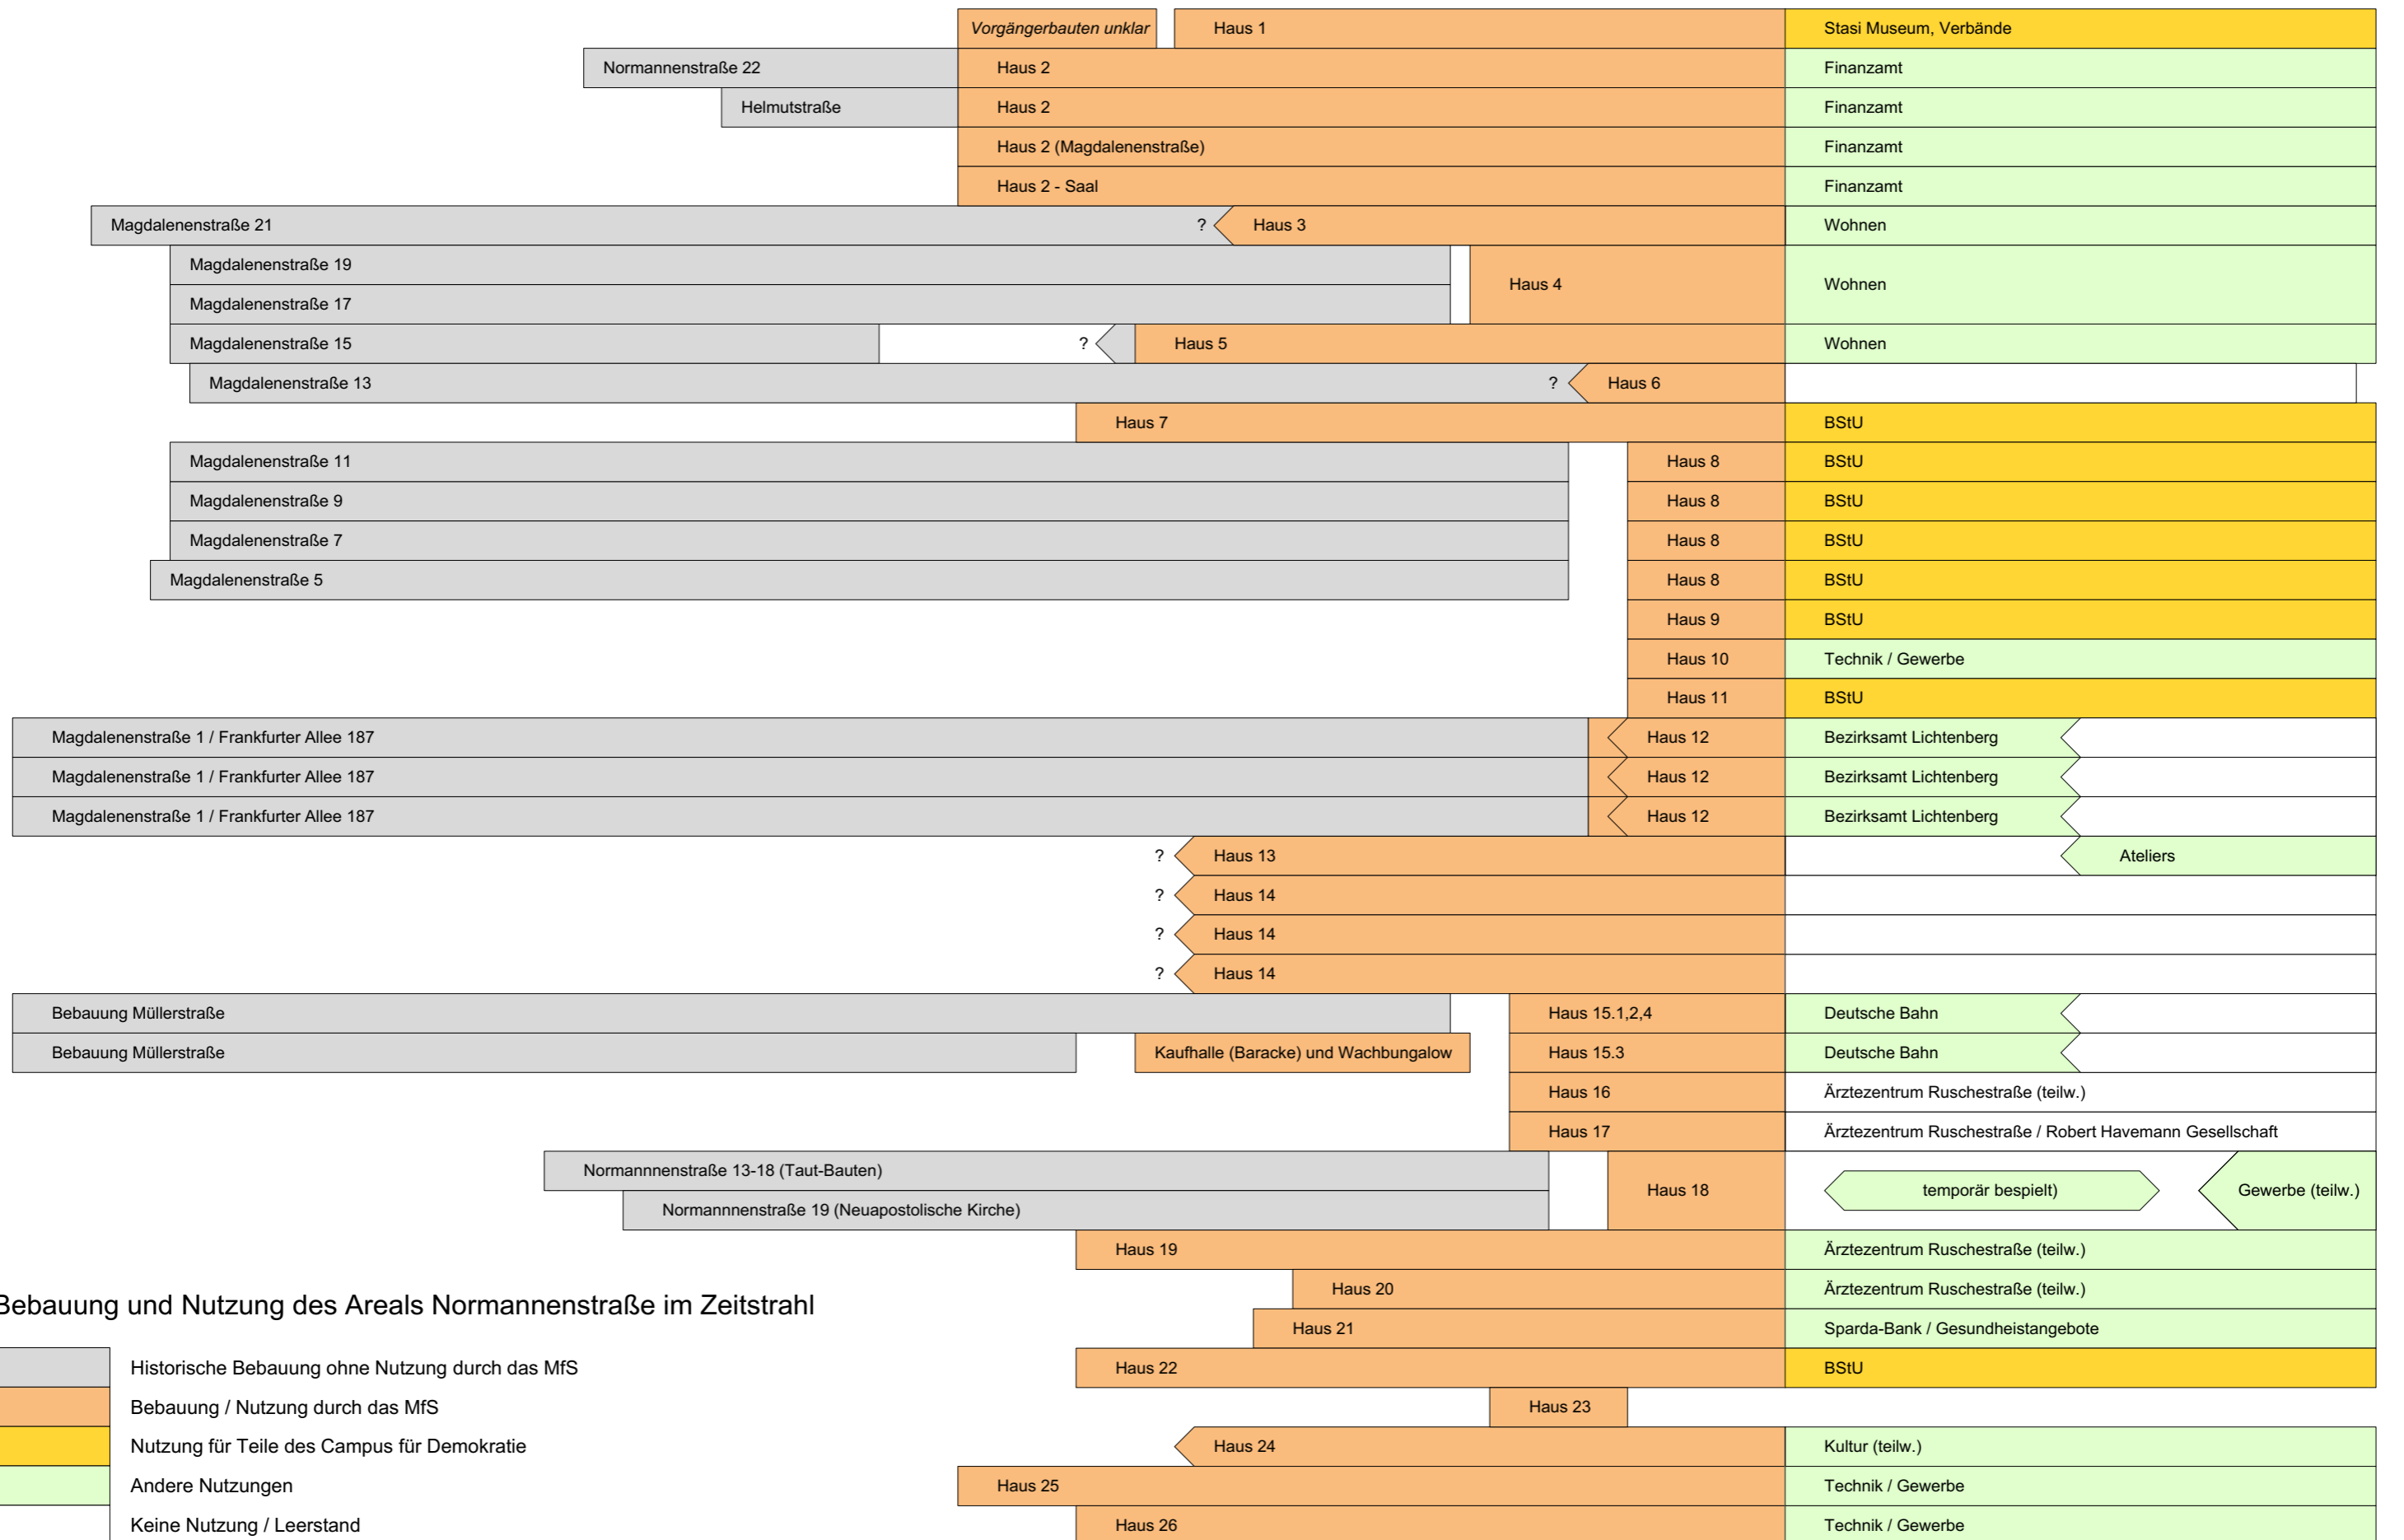 Vorgängerbauten unklar Haus 1 Stasi Museum, Verbände
Normannenstraße 22 Haus 2 Finanzamt
Helmutstraße Haus 2 Finanzamt
Haus 2 (Magdalenenstraße) Finanzamt
Haus 2 - Saal Finanzamt
Magdalenenstraße 21 ? Haus 3 Wohnen
Magdalenenstraße 19
Haus 4 Wohnen
Magdalenenstraße 17
Magdalenenstraße 15 ? Haus 5 Wohnen
Magdalenenstraße 13 ? Haus 6
Haus 7 BStU
Magdalenenstraße 11 Haus 8 BStU
Magdalenenstraße 9 Haus 8 BStU
Magdalenenstraße 7 Haus 8 BStU
Magdalenenstraße 5 Haus 8 BStU
Haus 9 BStU
Haus 10 Technik / Gewerbe
Haus 11 BStU
Magdalenenstraße 1 / Frankfurter Allee 187 Haus 12 Bezirksamt Lichtenberg
Magdalenenstraße 1 / Frankfurter Allee 187 Haus 12 Bezirksamt Lichtenberg
Magdalenenstraße 1 / Frankfurter Allee 187 Haus 12 Bezirksamt Lichtenberg
? Haus 13 Ateliers
? Haus 14
? Haus 14
? Haus 14
Bebauung Müllerstraße Haus 15.1,2,4 Deutsche Bahn
Bebauung Müllerstraße Kaufhalle (Baracke) und Wachbungalow Haus 15.3 Deutsche Bahn
Haus 16 Ärztezentrum Ruschestraße (teilw.)
Haus 17 Ärztezentrum Ruschestraße / Robert Havemann Gesellschaft
Normannnenstraße 13-18 (Taut-Bauten)
Haus 18 temporär bespielt) Gewerbe (teilw.)
Normannnenstraße 19 (Neuapostolische Kirche)
Haus 19 Ärztezentrum Ruschestraße (teilw.)
Haus 20 Ärztezentrum Ruschestraße (teilw.)
Bebauung und Nutzung des Areals Normannenstraße im Zeitstrahl
Haus 21 Sparda-Bank / Gesundheistangebote
Historische Bebauung ohne Nutzung durch das MfS Haus 22 BStU
Bebauung / Nutzung durch das MfS Haus 23
Nutzung für Teile des Campus für Demokratie Haus 24 Kultur (teilw.)
Andere Nutzungen Haus 25 Technik / Gewerbe
Keine Nutzung / Leerstand Haus 26 Technik / Gewerbe